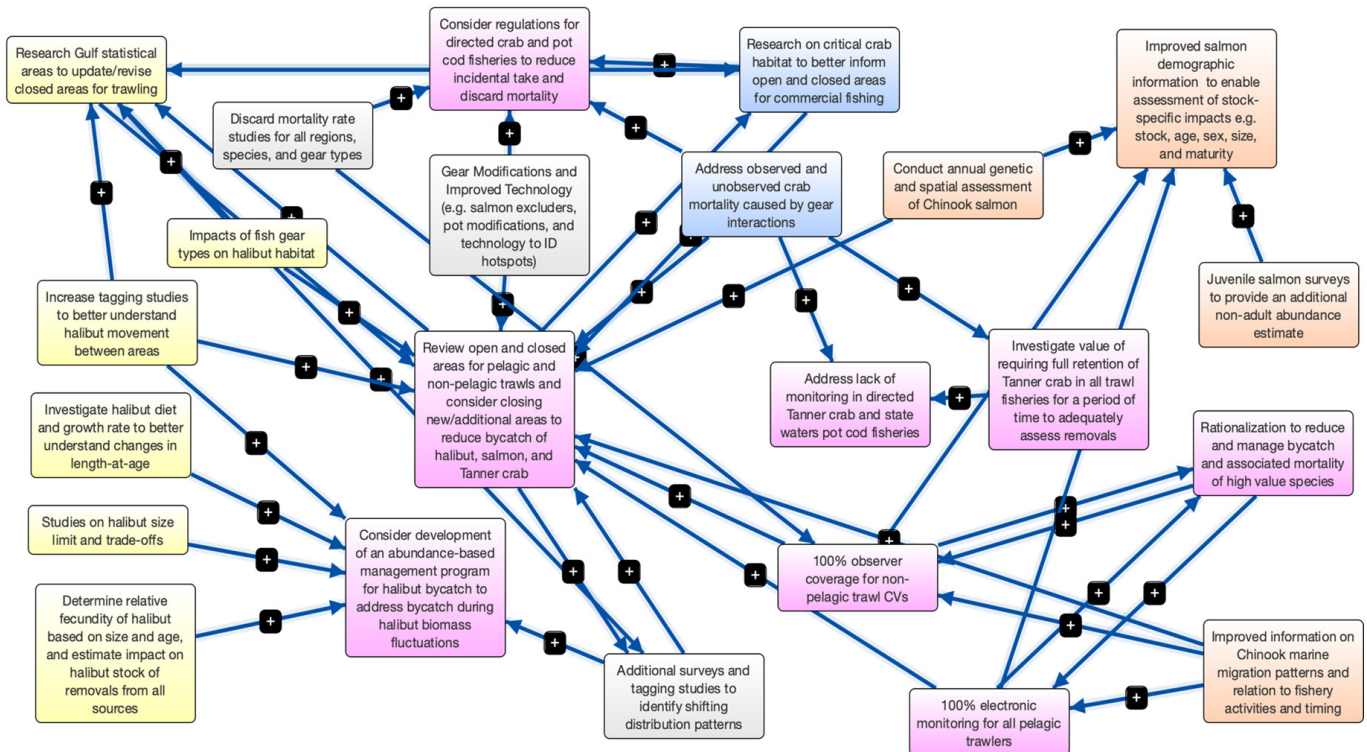 Research Gulf statistical
areas to update/revise
closed areas for trawling
Consider regulations for
directed crab and pot
cod fisheries to reduce
incidental take and
discard mortality
Research on critical crab
habitat to better inform
open and closed areas
for commercial fishing
Improved salmon
demographic
information to enable
assessment of stock-
specific impacts e.g.
stock, age, sex, size,
and maturity
Discard mortality rate
studies for all regions,
species, and gear types
Gear Modifications and
Improved Technology
(e.g. salmon excluders,
pot modifications, and
technology to ID
hotspots)
Address observed and
unobserved crab
mortality caused by gear
interactions
Conduct annual genetic
and spatial assessment
of Chinook salmon
Impacts of fish gear
types on halibut habitat
Increase tagging studies
to better understand
halibut movement
between areas
Juvenile salmon surveys
to provide an additional
non-adult abundance
estimate
Review open and closed
areas for pelagic and
non-pelagic trawls and
consider closing
new/additional areas to
reduce bycatch of
halibut, salmon, and
Tanner crab
Address lack of
monitoring in directed
Tanner crab and state
waters pot cod fisheries
Investigate value of
requiring full retention of
Tanner crab in all trawl
fisheries for a period of
time to adequately
assess removals
Investigate halibut diet
and growth rate to better
understand changes in
length-at-age
Rationalization to reduce
and manage bycatch
and associated mortality
of high value species
Studies on halibut size
limit and trade-offs
Consider development
of an abundance-based
management program
for halibut bycatch to
address bycatch during
halibut biomass
fluctuations
100% observer
coverage for non-
pelagic trawl CVs
Determine relative
fecundity of halibut
based on size and age,
and estimate impact on
halibut stock of
removals from all
sources
Additional surveys and
tagging studies to
identify shifting
distribution patterns
100% electronic
monitoring for all pelagic
trawlers
Improved information on
Chinook marine
migration patterns and
relation to fishery
activities and timing